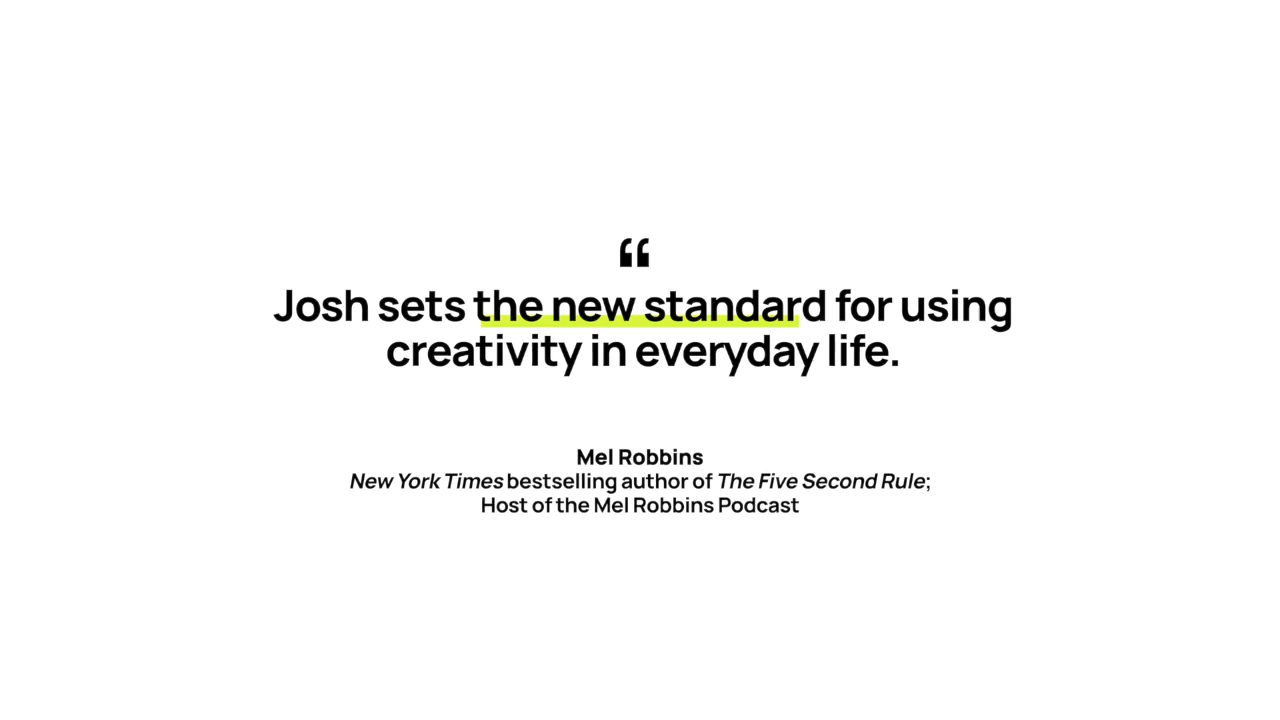 “
Josh sets the new standard for using
creativity in everyday life.
Mel Robbins
New York Times bestselling author of The Five Second Rule;
Host of the Mel Robbins Podcast